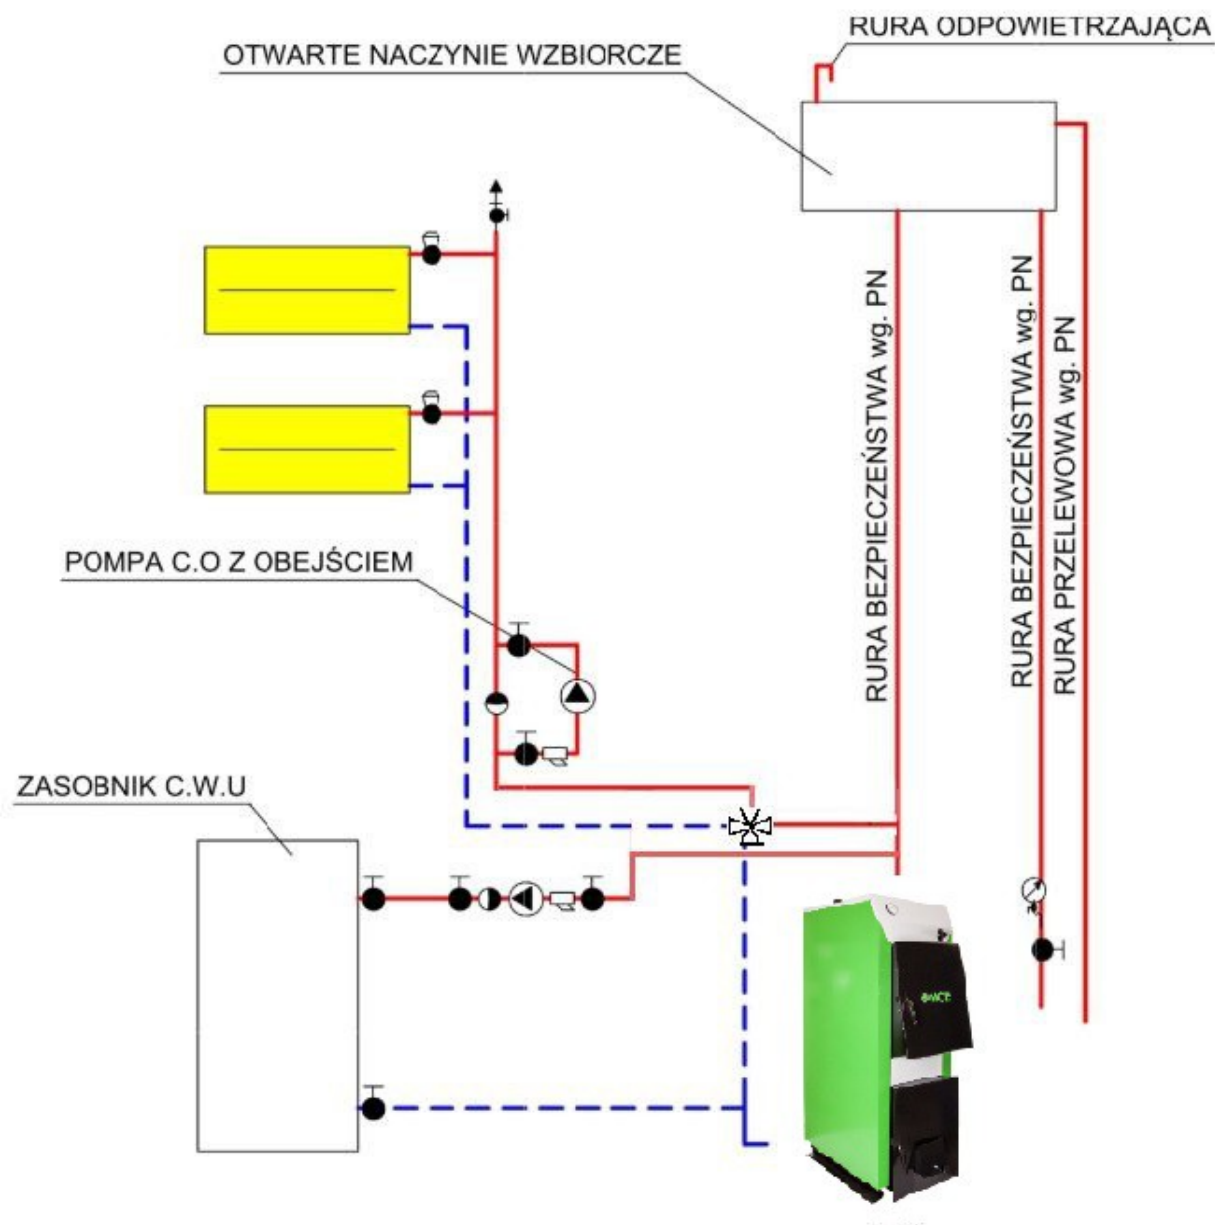 RURA ODPOWIETRZAJĄCA
OTWARTE NACZYNIE WZBIORCZE
RURA BEZPIECZEŃSTWA wg. PN
RURA BEZPIECZEŃSTWA wg. PN
RURA PRZELEWOWA wg. PN
POMPA C.O Z OBEJŚCIEM
ZASOBNIK C.W.U